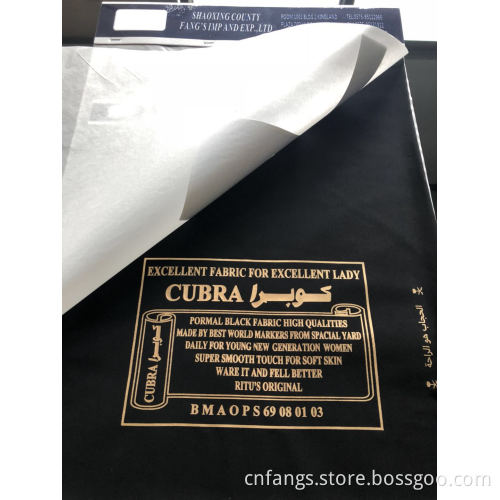 SHAOXING COUNTY
FANG'S IMP AND EXP.,LTD
EXCELLENT FABRIC FOR EXCELLENT LADY
CUBRA كوبرا
PORMAL BLACK FABRIC HIGH QUALITIES
MADE BY BEST WORLD MARKERS FROM SPACIAL YARD
DAILY FOR YOUNG NEW GENERATION WOMEN
SUPER SMOOTH TOUCH FOR SOFT SKIN
WARE IT AND FELL BETTER
RITU'S ORIGINAL
CUBRA كوبرا
B M A O P S 69 08 01 03
الحجاب هو الراحة
cnfangs.store.bossgoo.com